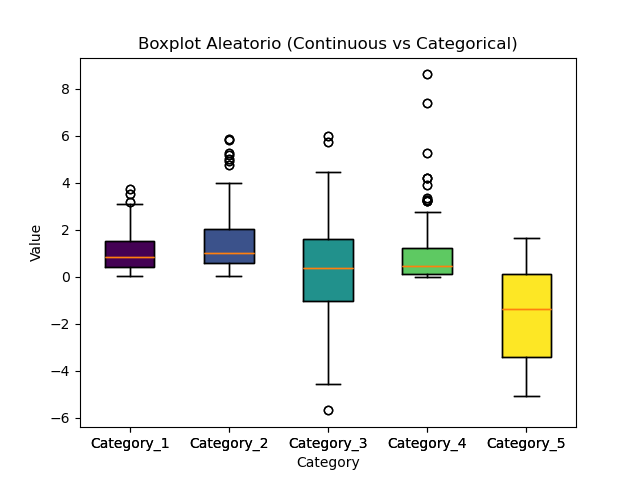 Boxplot Aleatorio (Continuous vs Categorical)
8
6
4
2
0
−2
−4
−6
Value
Category_1 Category_2 Category_3 Category_4 Category_5
Category